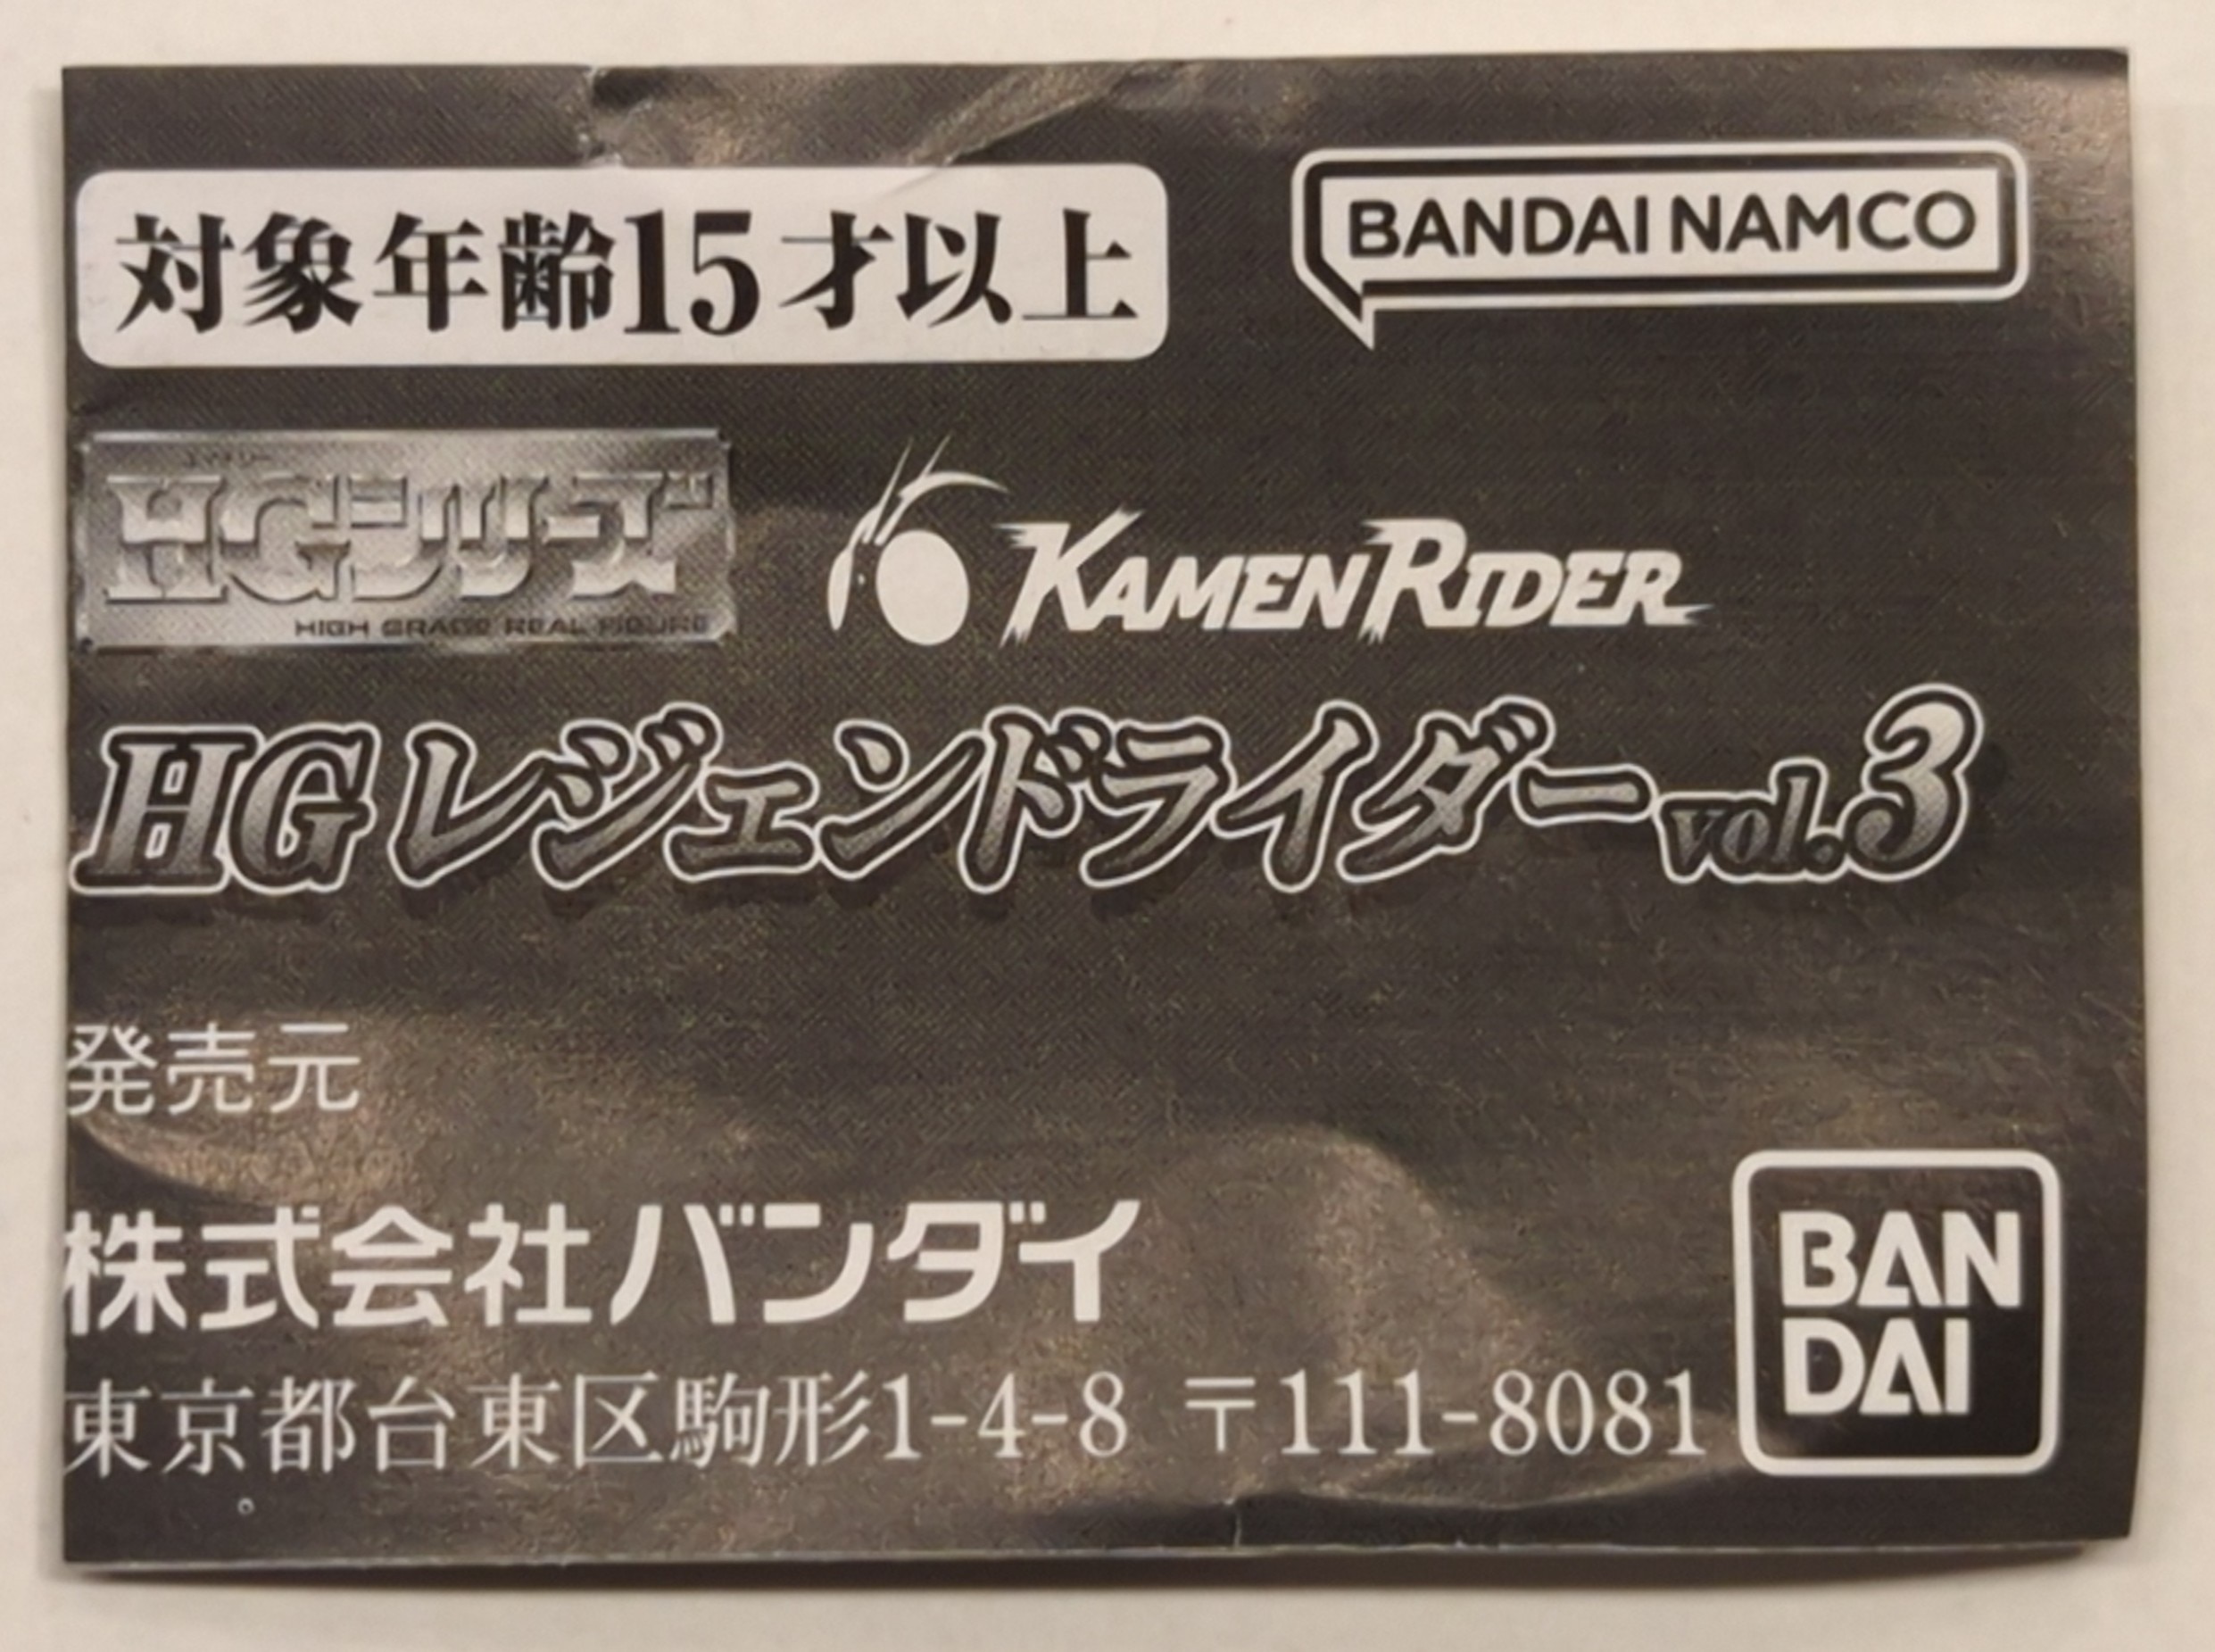 対象年齢15才以上
BANDAI NAMCO
HGシリーズ
HIGH GRADE REAL FIGURE
KAMEN RIDER
HGレジェンドライダーvol.3
発売元
株式会社バンダイ
東京都台東区駒形1-4-8 〒111-8081
BAN
DAI